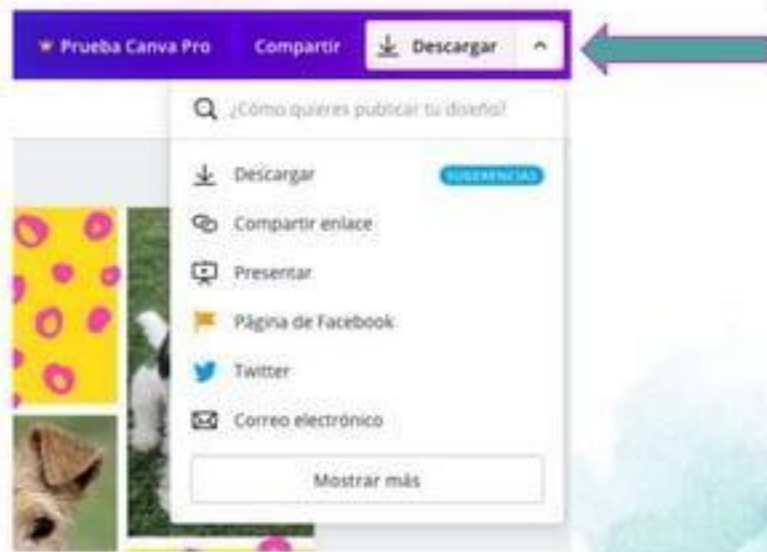 Prueba Canva Pro Compartir Descargar
¿Cómo quieres publicar tu diseño?
Descargar SUGERENCIAS
Compartir enlace
Presentar
Página de Facebook
Twitter
Correo electrónico
Mostrar más